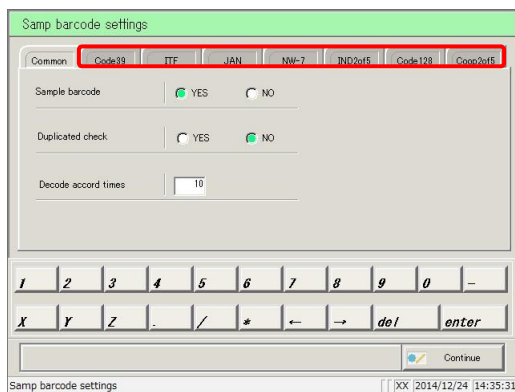 Samp barcode settings
Common Code39 ITF JAN NW-7 IND2of5 Code128 Coop2of5
Sample barcode YES NO
Duplicated check YES NO
Decode accord times 10
1 2 3 4 5 6 7 8 9 0 -
X Y Z . / * ← → del enter
Continue
Samp barcode settings XX 2014/12/24 14:35:31